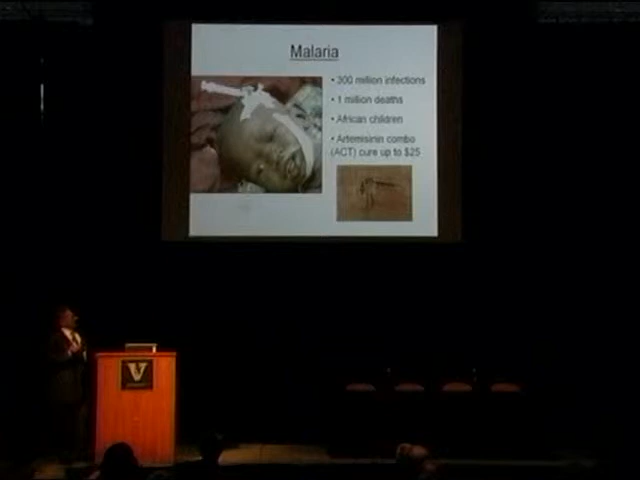 Malaria
• 300 million infections
• 1 million deaths
• African children
• Artemisinin combo
(ACT) cure up to $25
V